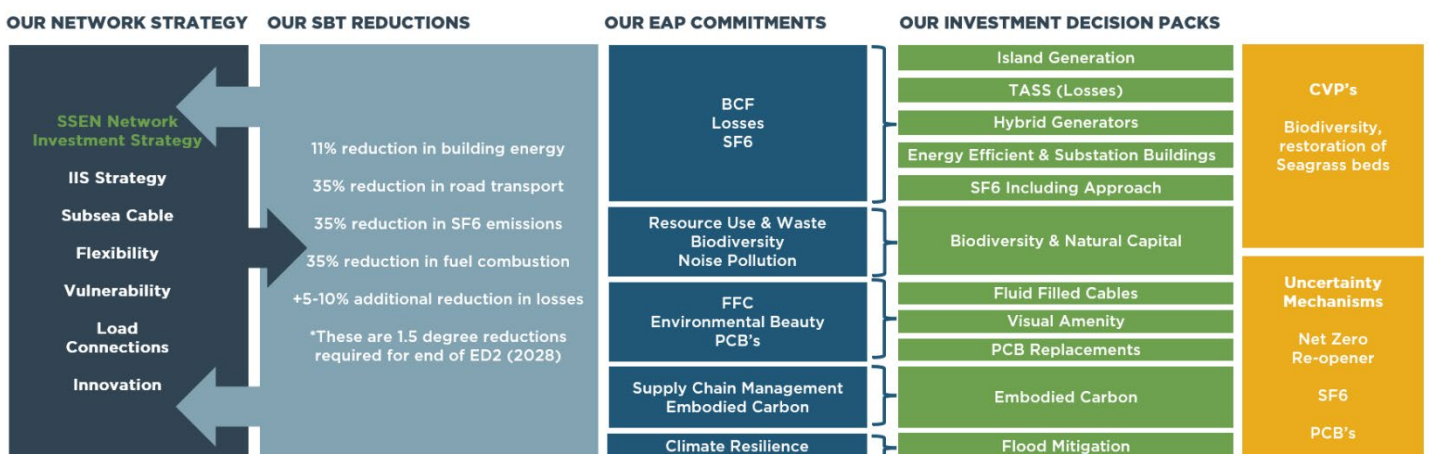 OUR NETWORK STRATEGY
SSEN Network
Investment Strategy
IIS Strategy
Subsea Cable
Flexibility
Vulnerability
Load
Connections
Innovation
OUR SBT REDUCTIONS
11% reduction in building energy
35% reduction in road transport
35% reduction in SF6 emissions
35% reduction in fuel combustion
+5-10% additional reduction in losses
*These are 1.5 degree reductions
required for end of ED2 (2028)
OUR EAP COMMITMENTS
BCF
Losses
SF6
Resource Use & Waste
Biodiversity
Noise Pollution
FFC
Environmental Beauty
PCB's
Supply Chain Management
Embodied Carbon
Climate Resilience
OUR INVESTMENT DECISION PACKS
Island Generation
TASS (Losses)
Hybrid Generators
Energy Efficient & Substation Buildings
SF6 Including Approach
Biodiversity & Natural Capital
Fluid Filled Cables
Visual Amenity
PCB Replacements
Embodied Carbon
Flood Mitigation
CVP's
Biodiversity,
restoration of
Seagrass beds
Uncertainty
Mechanisms
Net Zero
Re-opener
SF6
PCB's